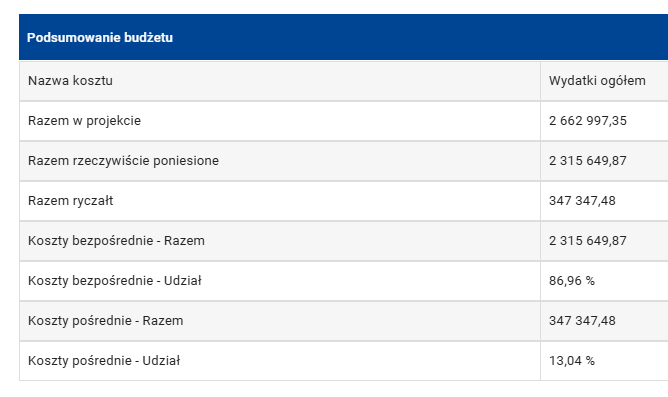 Podsumowanie budżetu
Nazwa kosztu Wydatki ogółem
Razem w projekcie 2 662 997,35
Razem rzeczywiście poniesione 2 315 649,87
Razem ryczałt 347 347,48
Koszty bezpośrednie - Razem 2 315 649,87
Koszty bezpośrednie - Udział 86,96 %
Koszty pośrednie - Razem 347 347,48
Koszty pośrednie - Udział 13,04 %